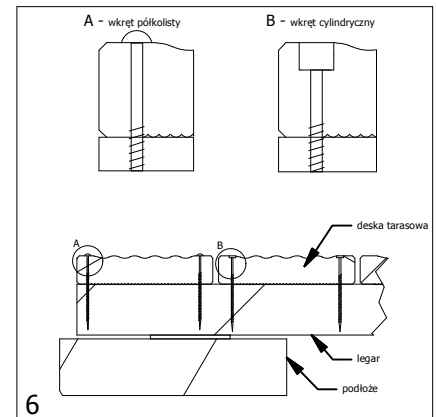 A - wkręt półkolisty
B - wkręt cylindryczny
A
B
deska tarasowa
legar
podłoże
6